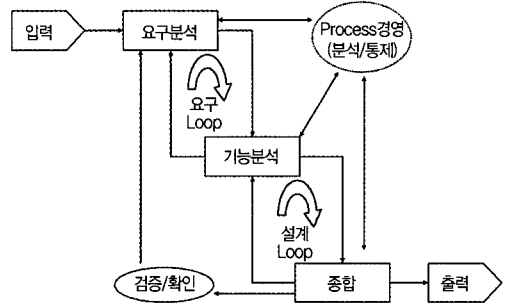 입력
요구분석
Process경영
(분석/통제)
요구
Loop
기능분석
설계
Loop
검증/확인
종합
출력